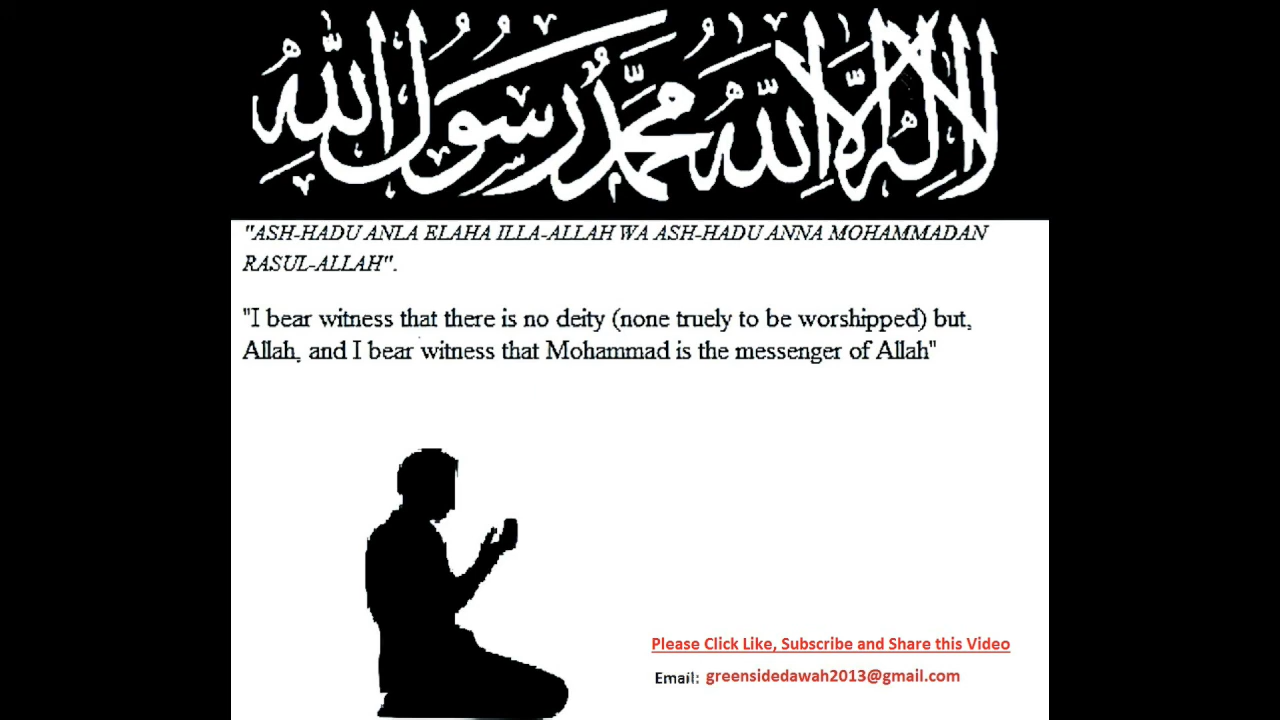 لا إله إلا الله محمد رسول الله
"ASH-HADU ANLA ELAHA ILLA-ALLAH WA ASH-HADU ANNA MOHAMMADAN
RASUL-ALLAH".
"I bear witness that there is no deity (none truely to be worshipped) but,
Allah, and I bear witness that Mohammad is the messenger of Allah"
Please Click Like, Subscribe and Share this Video
Email: greensidedawah2013@gmail.com